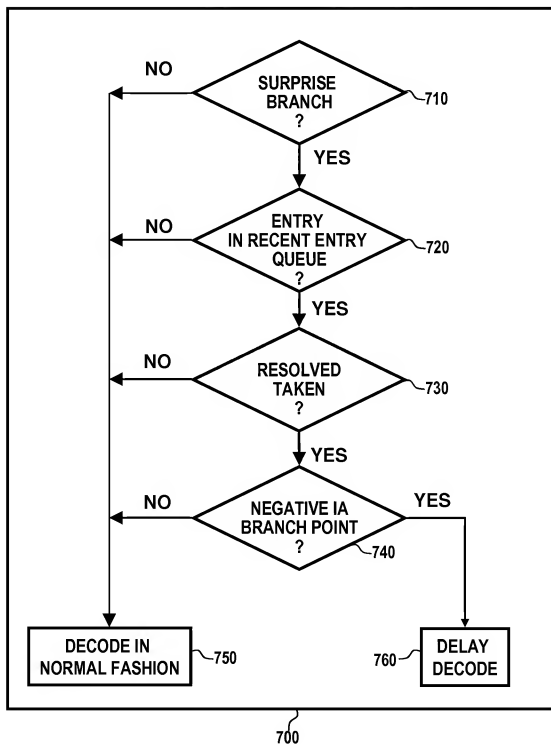 NO
SURPRISE
BRANCH
?
710
YES
NO
ENTRY
IN RECENT ENTRY
QUEUE
?
720
YES
NO
RESOLVED
TAKEN
?
730
YES
NO
NEGATIVE IA
BRANCH POINT
?
740
YES
DECODE IN
NORMAL FASHION
750
760
DELAY
DECODE
700